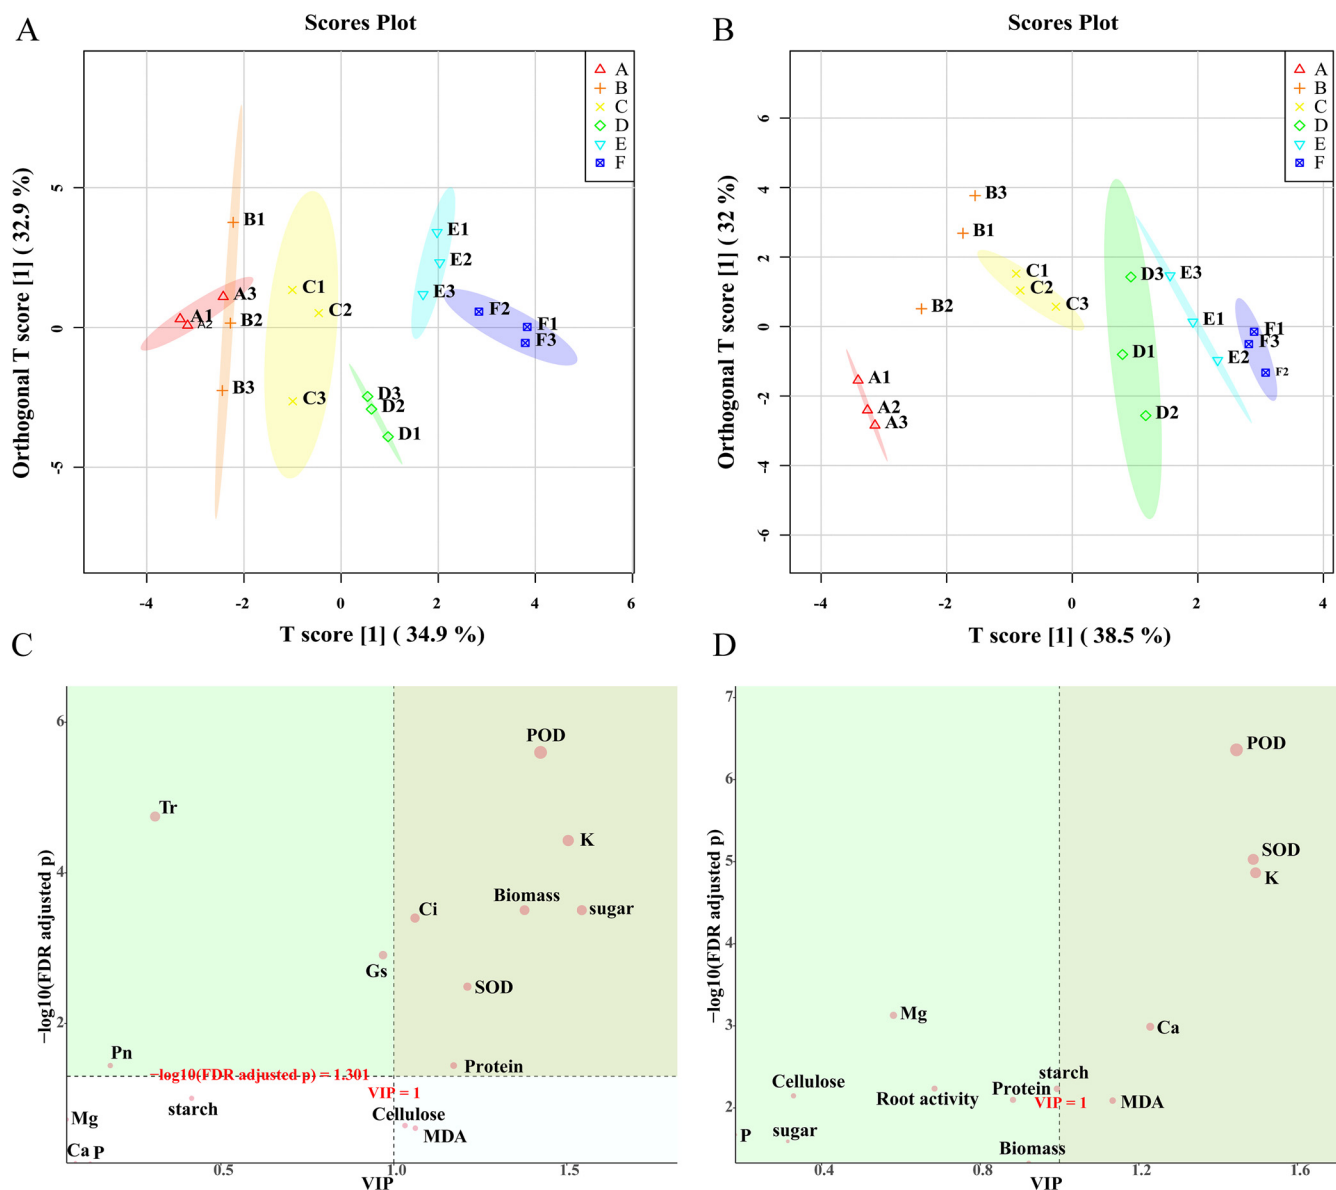 A
Scores Plot
Orthogonal T score [1] ( 32.9 %)
5
0
-5
A
B
C
D
E
F
B1
A3
A1
A2
B2
B3
C1
C2
C3
E1
E2
E3
F2
F1
F3
D3
D2
D1
-4
-2
0
2
4
6
T score [1] ( 34.9 %)
B
Scores Plot
Orthogonal T score [1] ( 32 %)
6
4
2
0
-2
-4
-6
A
B
C
D
E
F
B3
B1
B2
C1
C2
C3
A1
A2
A3
D3
D1
D2
E3
E1
E2
F1
F3
F2
-4
-2
0
2
4
T score [1] ( 38.5 %)
C
−log10(FDR adjusted p)
6
4
2
POD
Tr
K
Biomass
sugar
Ci
Gs
SOD
Pn
Protein
−log10(FDR adjusted p) = 1.301
VIP = 1
starch
Mg
Cellulose
MDA
Ca
P
0.5
1.0
1.5
VIP
D
−log10(FDR adjusted p)
7
6
5
4
3
2
POD
SOD
K
Mg
Ca
Cellulose
Root activity
Protein
starch
VIP = 1
MDA
P
sugar
Biomass
0.4
0.8
1.2
1.6
VIP